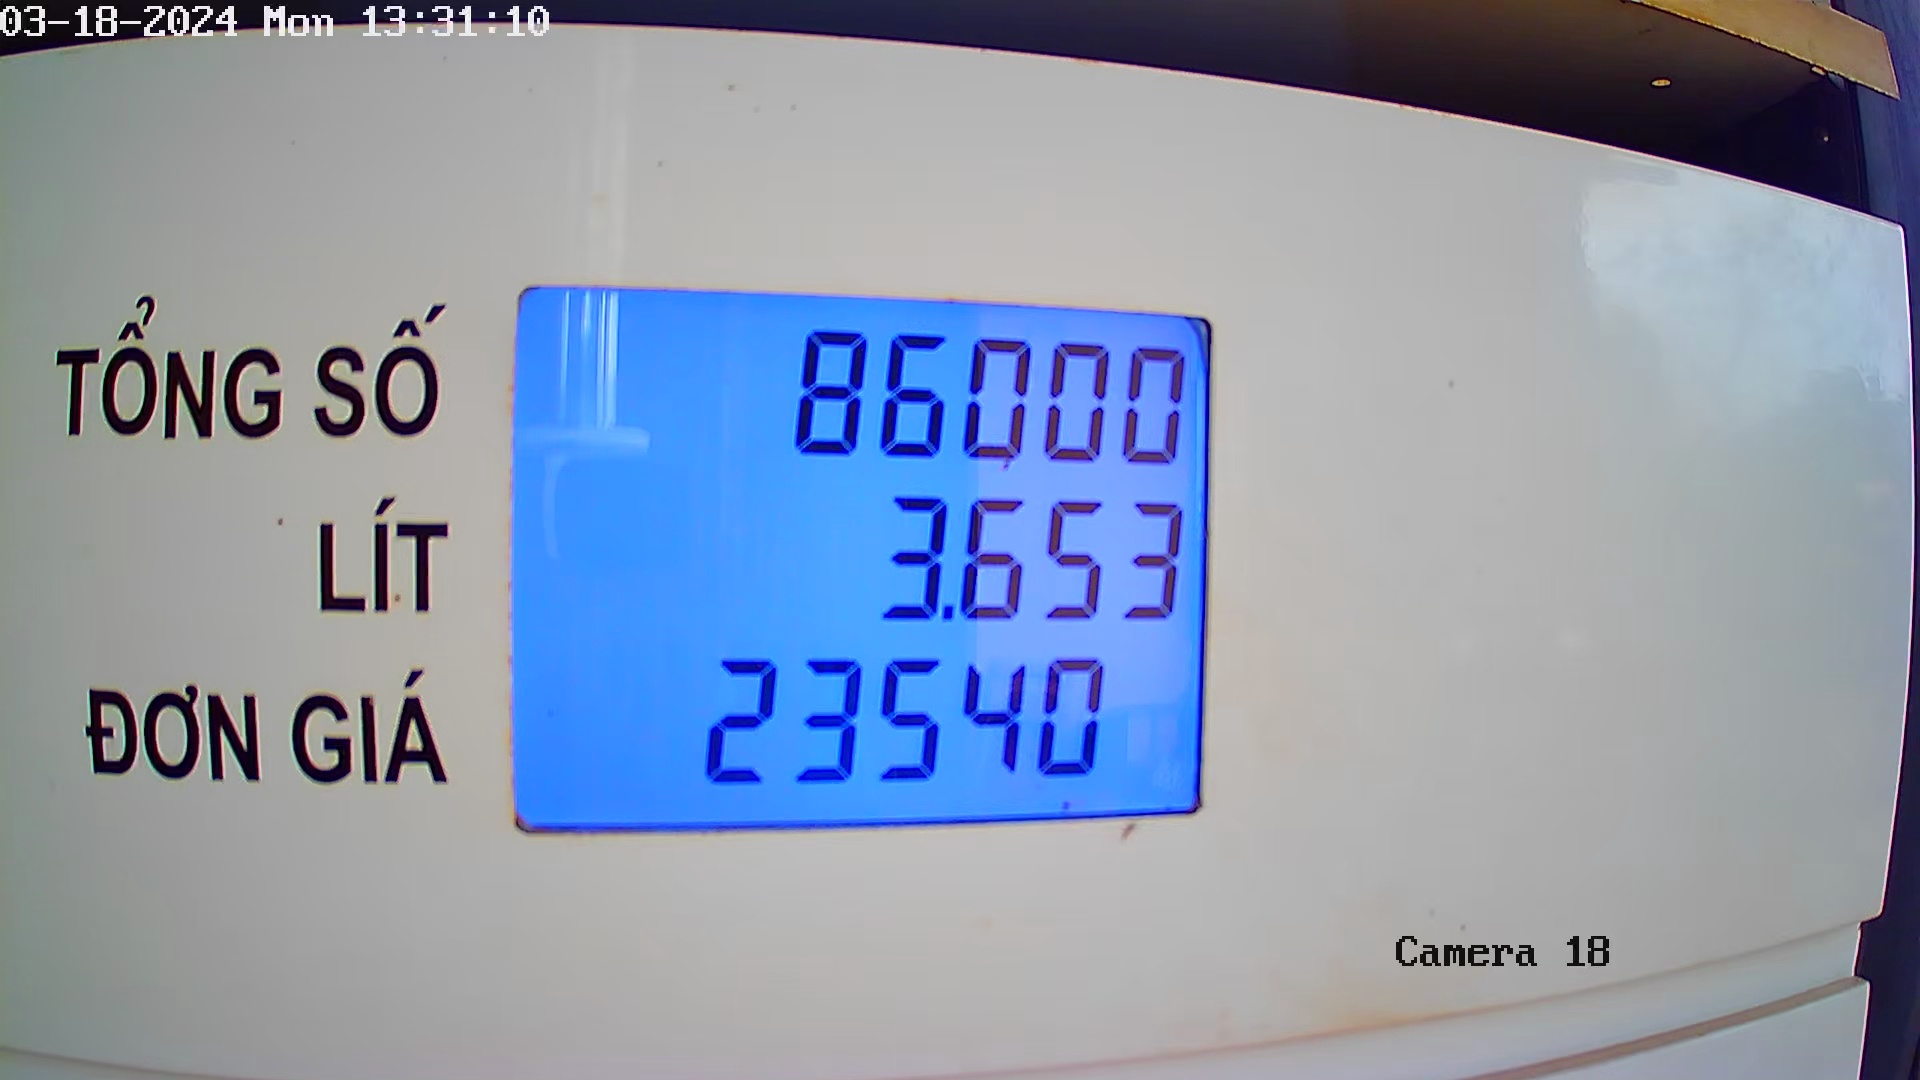 03-18-2024 Mon 13:31:10
TỔNG SỐ 86000
LÍT 3.653
ĐƠN GIÁ 23540
Camera 18